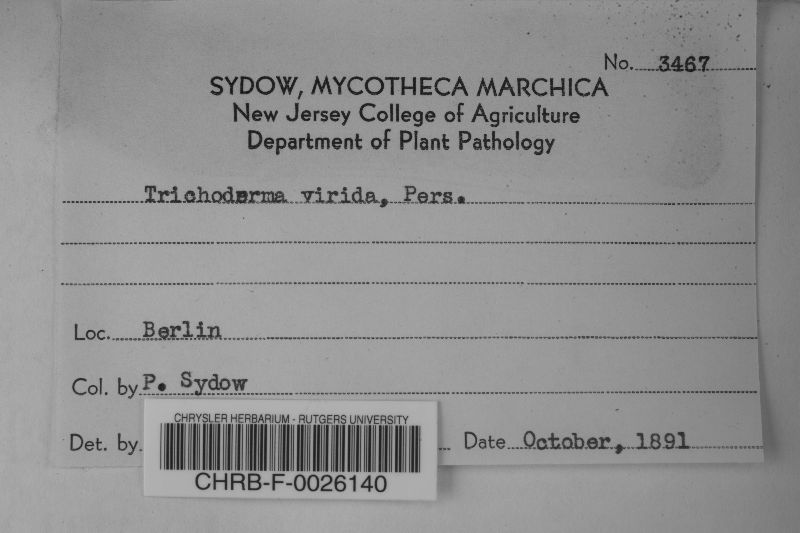 No. 3467
SYDOW, MYCOTHECA MARCHICA
New Jersey College of Agriculture
Department of Plant Pathology
Trichoderma virida, Pers.
Loc. Berlin
Col. by P. Sydow
Det. by Date October, 1891
CHRYSLER HERBARIUM - RUTGERS UNIVERSITY
CHRB-F-0026140